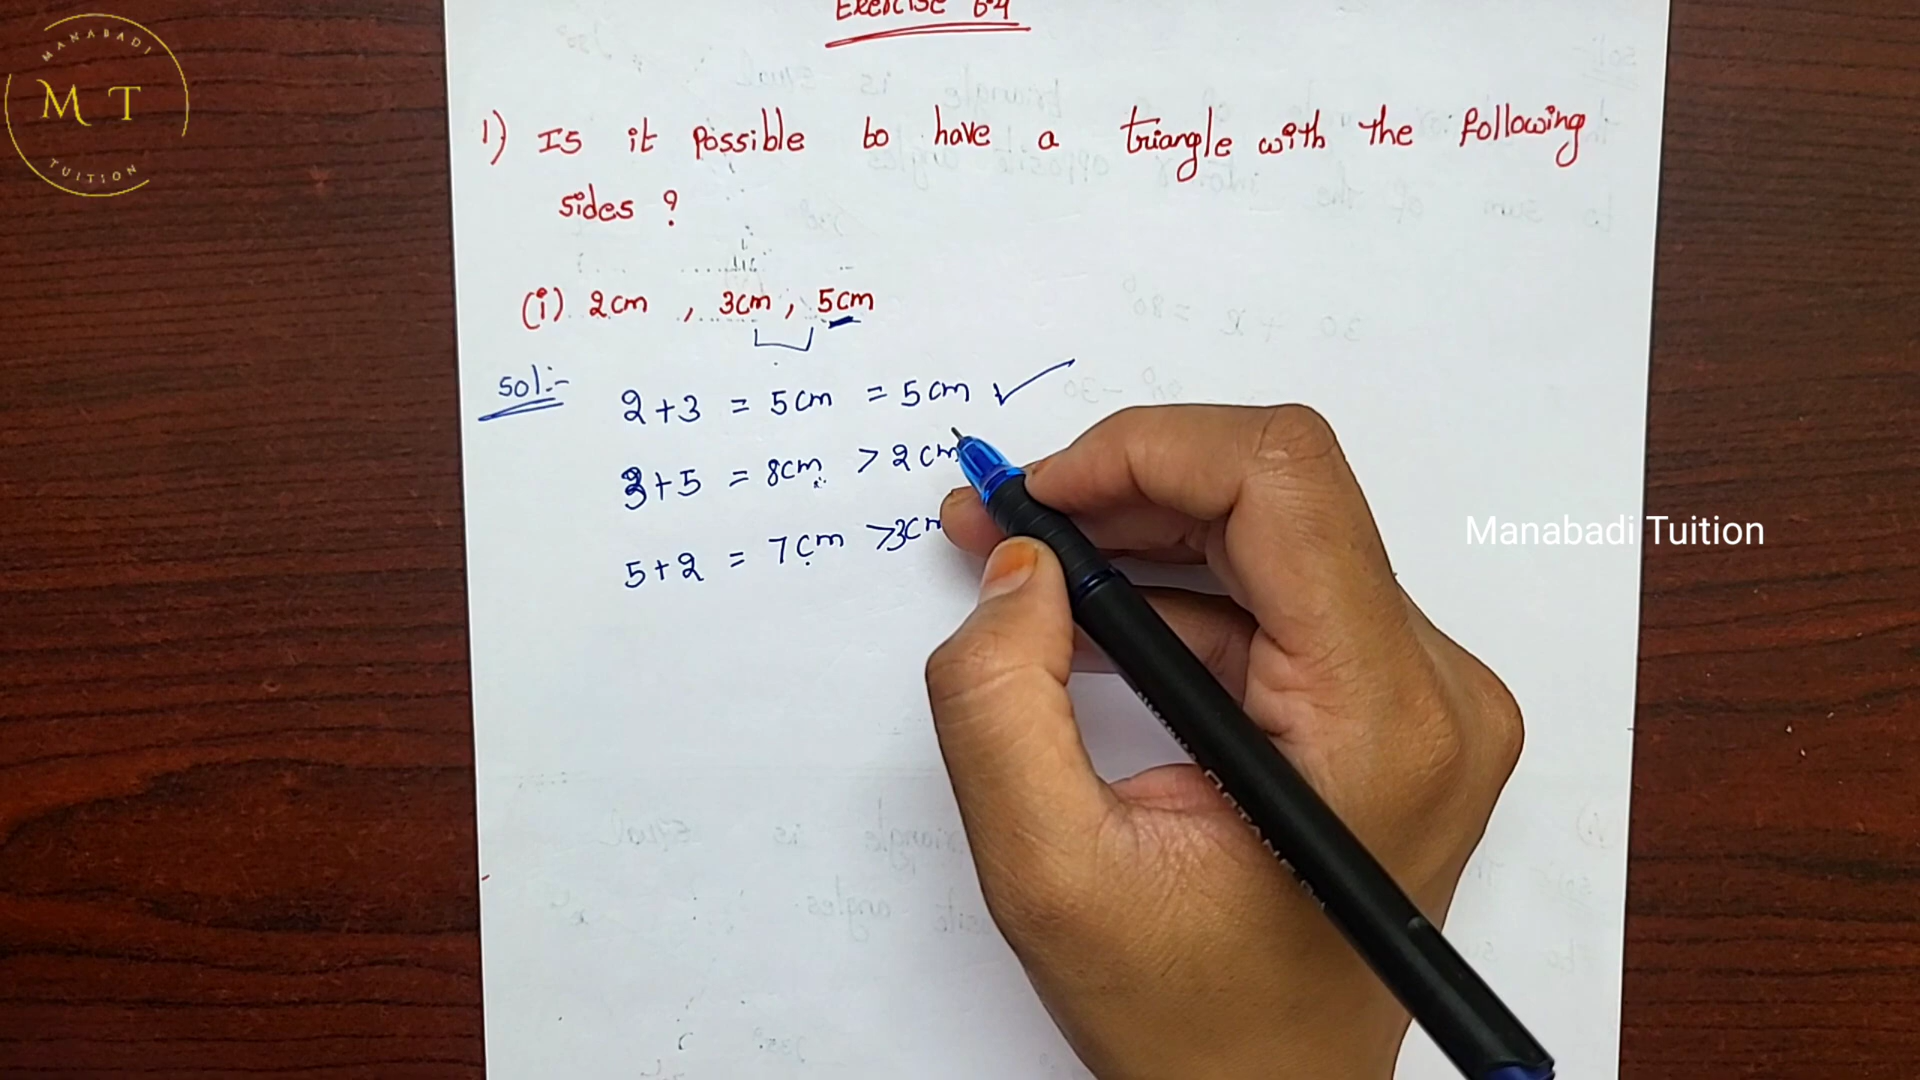 MANABADI
M T
TUITION
Exercise 6.4
1) Is it possible to have a triangle with the following
sides ?
(i) 2cm , 3cm , 5cm
Sol:-
2+3 = 5cm = 5cm ✓
3+5 = 8cm > 2cm
5+2 = 7cm >3cm
Manabadi Tuition